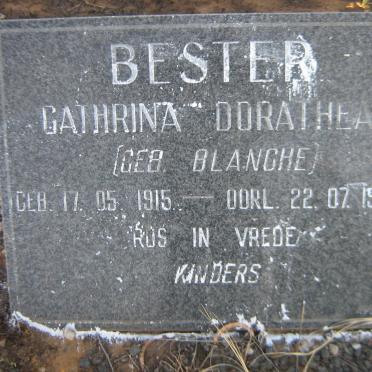 BESTER
CATHRINA DORATHEA
(GEB. BLANCHE)
GEB. 17. 05. 1915. — OORL. 22. 07. 19
RUS IN VREDE
KINDERS